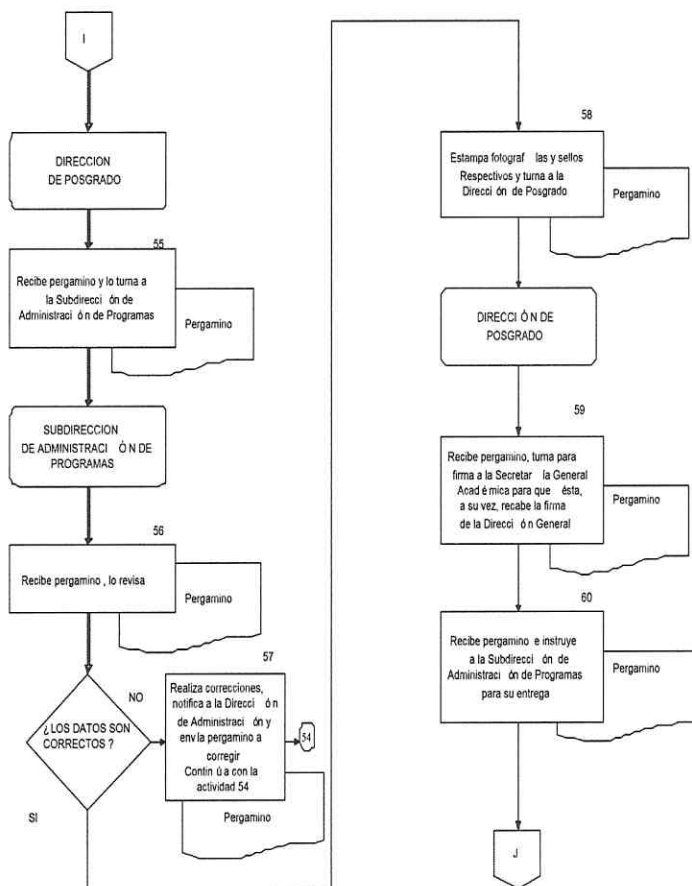 I
DIRECCION
DE POSGRADO
55
Recibe pergamino y lo turna a
la Subdirecci ón de
Administraci ón de Programas
Pergamino
SUBDIRECCION
DE ADMINISTRACI Ó N DE
PROGRAMAS
56
Recibe pergamino , lo revisa
Pergamino
¿LOS DATOS SON
CORRECTOS ?
NO
SI
57
Realiza correcciones,
notifica a la Direcci ón
de Administraci ón y
envía pergamino a
corregir
Contin úa con la
actividad 54
54
Pergamino
58
Estampa fotograf ías y sellos
Respectivos y turna a la
Direcci ón de Posgrado
Pergamino
DIRECCI Ó N DE
POSGRADO
59
Recibe pergamino, turna para
firma a la Secretar ía General
Acad é mica para que ésta,
a su vez, recabe la firma
de la Direcci ón General
Pergamino
60
Recibe pergamino e instruye
a la Subdirecci ón de
Administraci ón de Programas
para su entrega
Pergamino
J